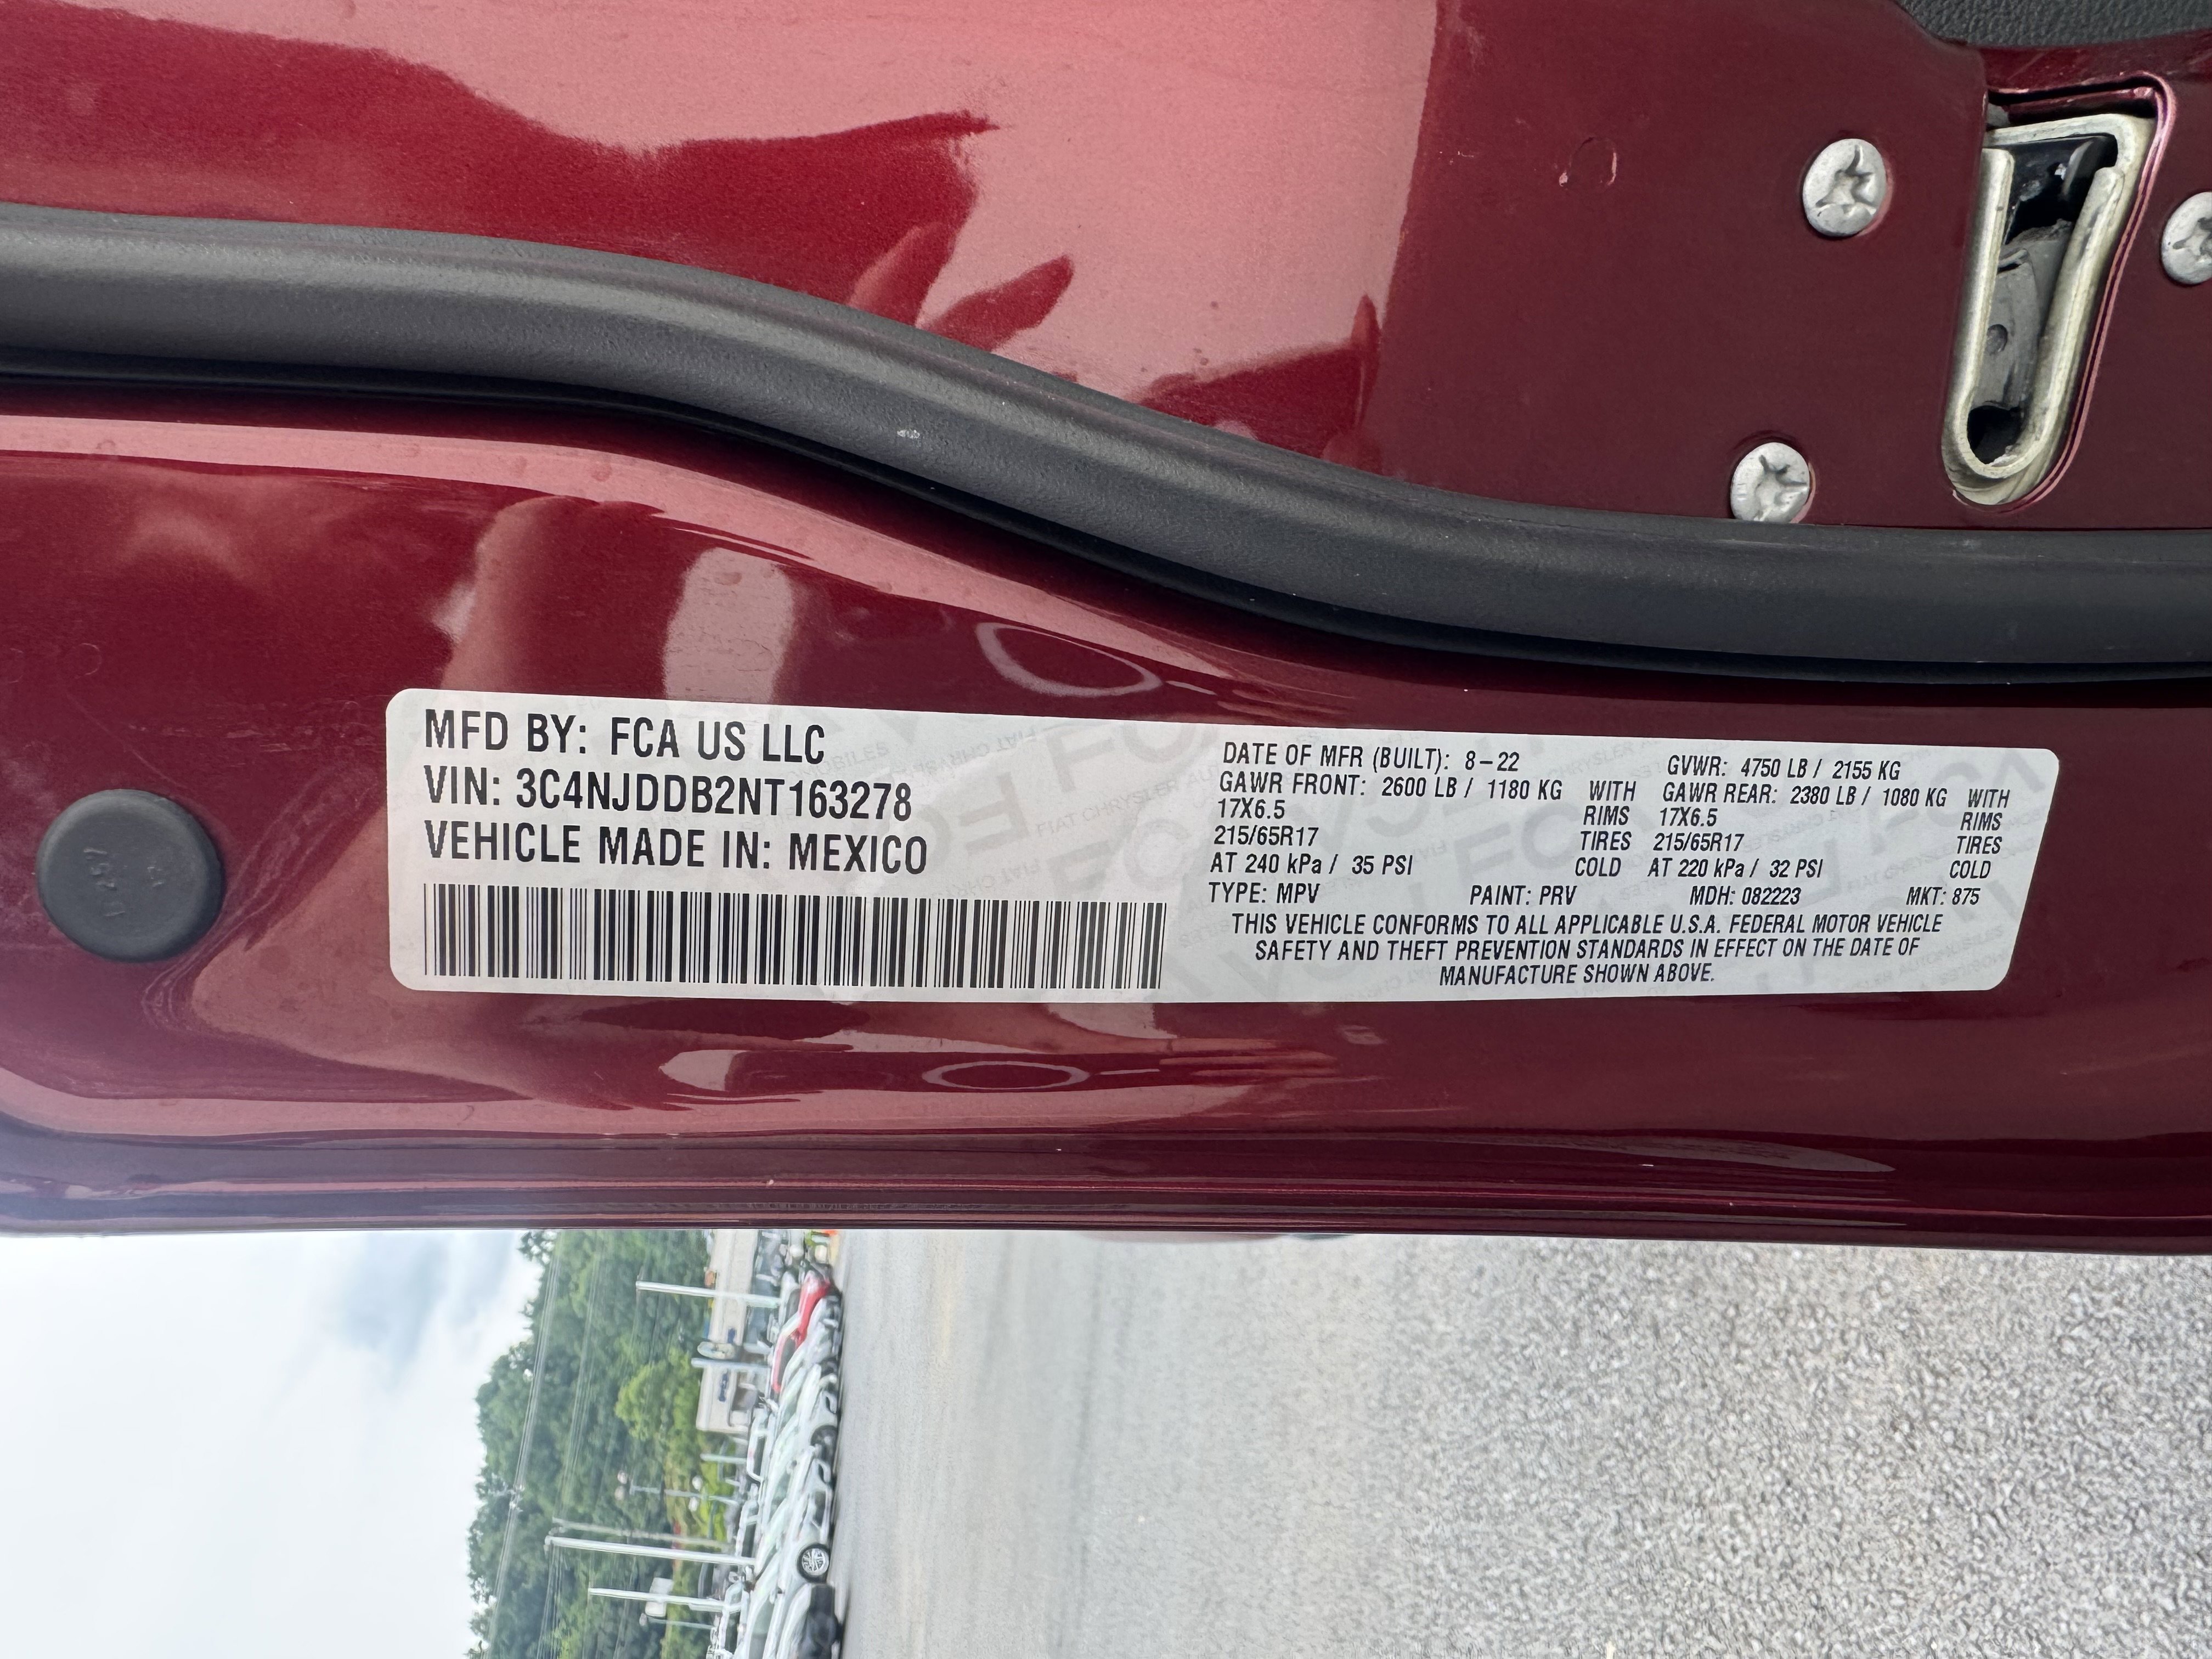 MFD BY: FCA US LLC
VIN: 3C4NJDDB2NT163278
VEHICLE MADE IN: MEXICO
DATE OF MFR (BUILT): 8-22 GVWR: 4750 LB / 2155 KG
GAWR FRONT: 2600 LB / 1180 KG WITH GAWR REAR: 2380 LB / 1080 KG WITH
17X6.5 RIMS 17X6.5 RIMS
215/65R17 TIRES 215/65R17 TIRES
AT 240 kPa / 35 PSI COLD AT 220 kPa / 32 PSI COLD
TYPE: MPV PAINT: PRV MDH: 082223 MKT: 875
THIS VEHICLE CONFORMS TO ALL APPLICABLE U.S.A. FEDERAL MOTOR VEHICLE
SAFETY AND THEFT PREVENTION STANDARDS IN EFFECT ON THE DATE OF
MANUFACTURE SHOWN ABOVE.